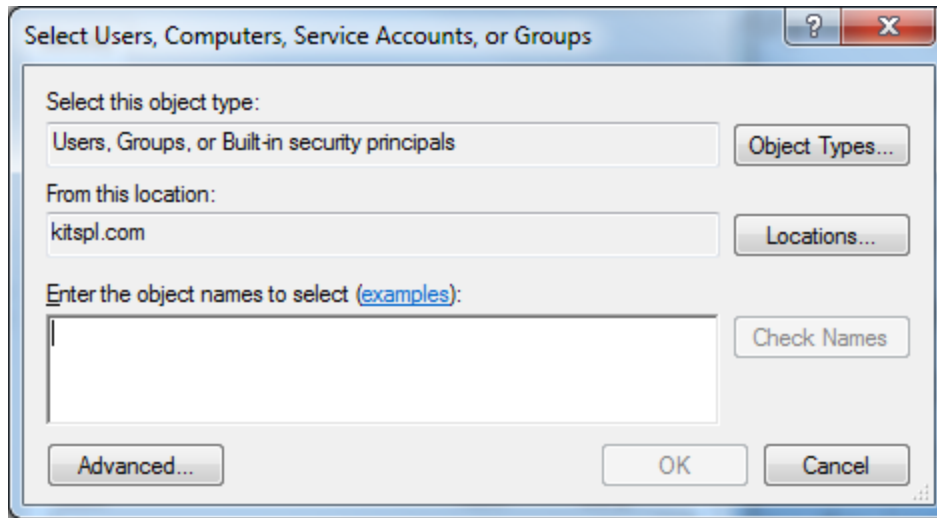 Select Users, Computers, Service Accounts, or Groups
Select this object type:
Users, Groups, or Built-in security principals
Object Types...
From this location:
kitspl.com
Locations...
Enter the object names to select (examples):
Check Names
Advanced...
OK
Cancel